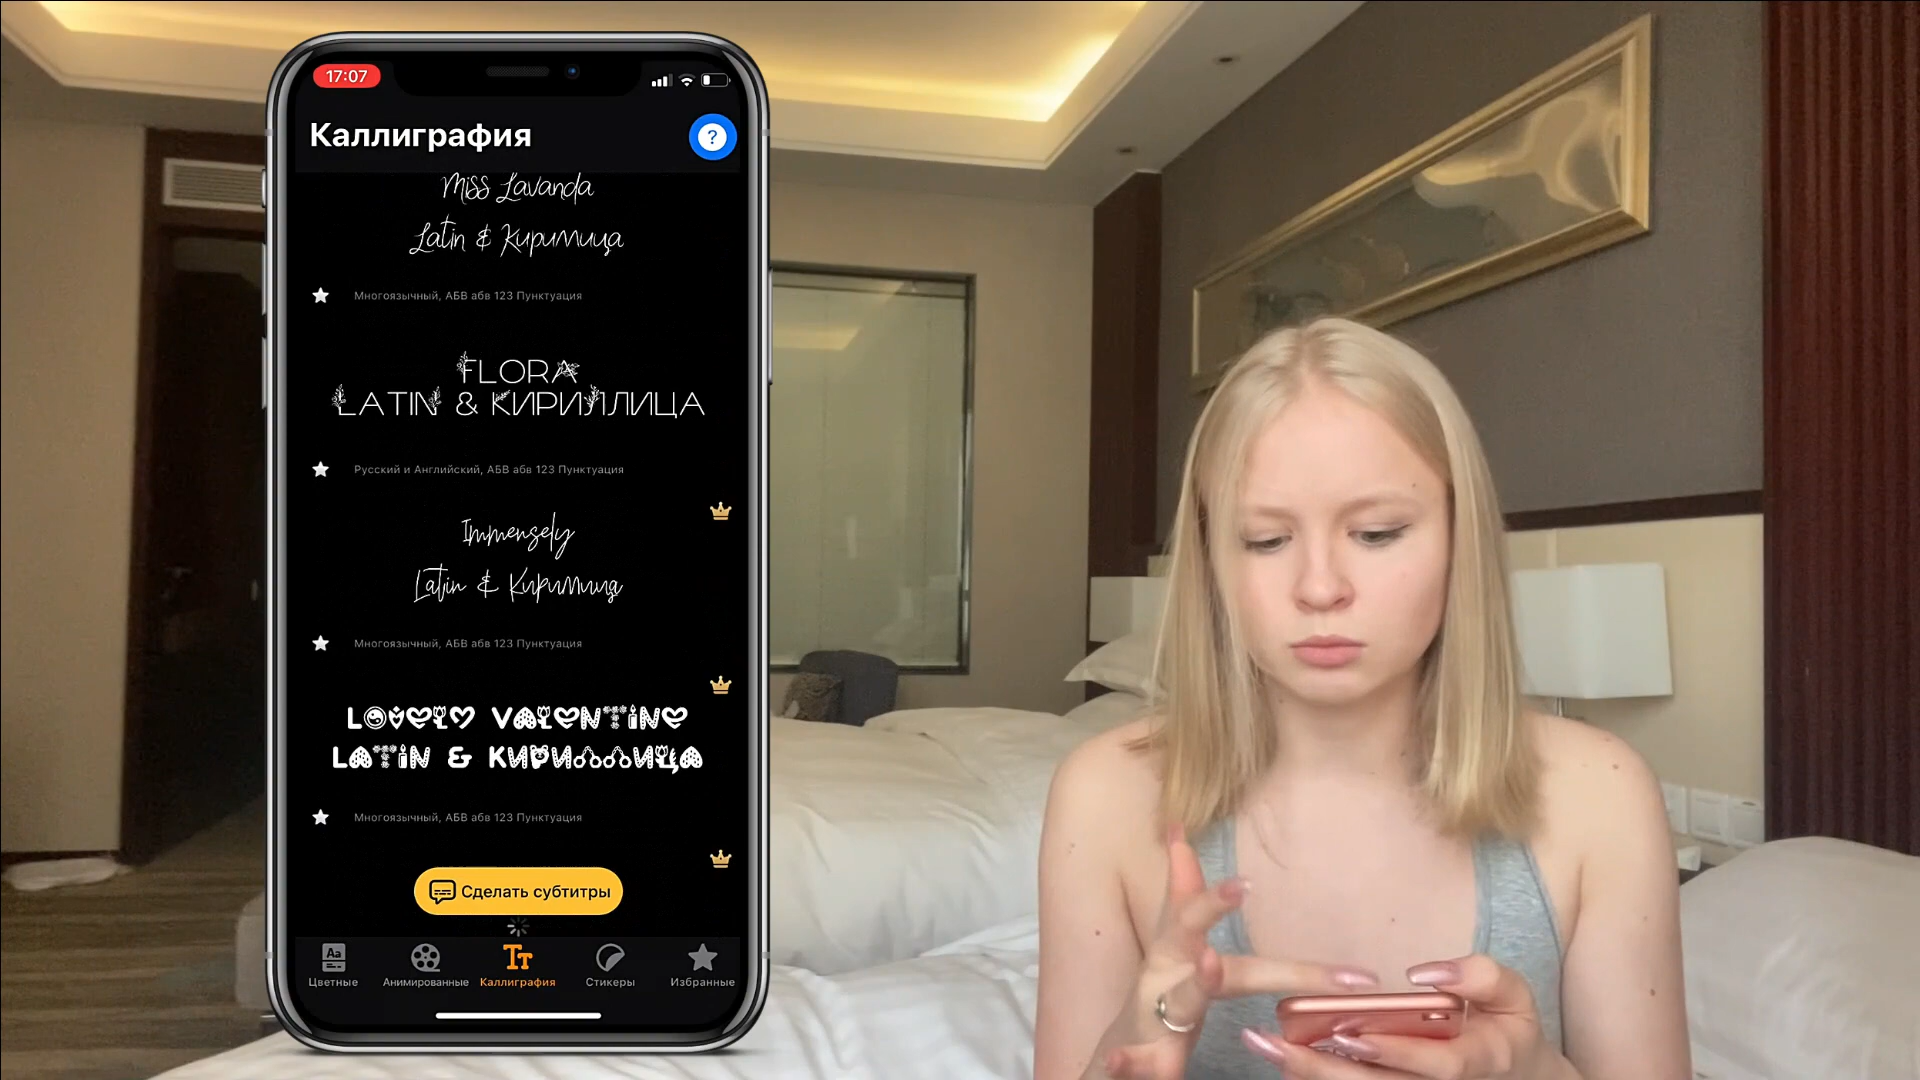 17:07
Каллиграфия
?
Miss Lavanda
Latin & Кириллица
Многоязычный, АБВ абв 123 Пунктуация
FLORA
LATIN & КИРИЛЛИЦА
Русский и Английский, АБВ абв 123 Пунктуация
Immensely
Latin & Кириллица
Многоязычный, АБВ абв 123 Пунктуация
LOVELY VALENTINE
LATIN & КИРИЛЛИЦА
Многоязычный, АБВ абв 123 Пунктуация
Сделать субтитры
Aa
Tт
Цветные
Анимированные
Каллиграфия
Стикеры
Избранные